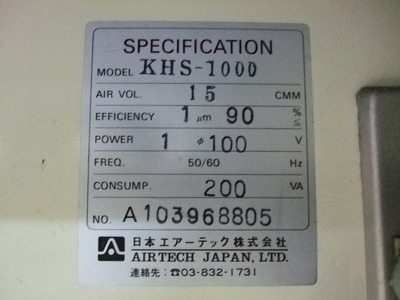 SPECIFICATION
MODEL KHS-1000
AIR VOL. 15 CMM
EFFICIENCY 1 μm 90 % ≦
POWER 1 φ 100 V
FREQ. 50/60 Hz
CONSUMP. 200 VA
NO. A103968805
日本エアーテック株式会社
AIRTECH JAPAN, LTD.
連絡先:☎03-832-1731